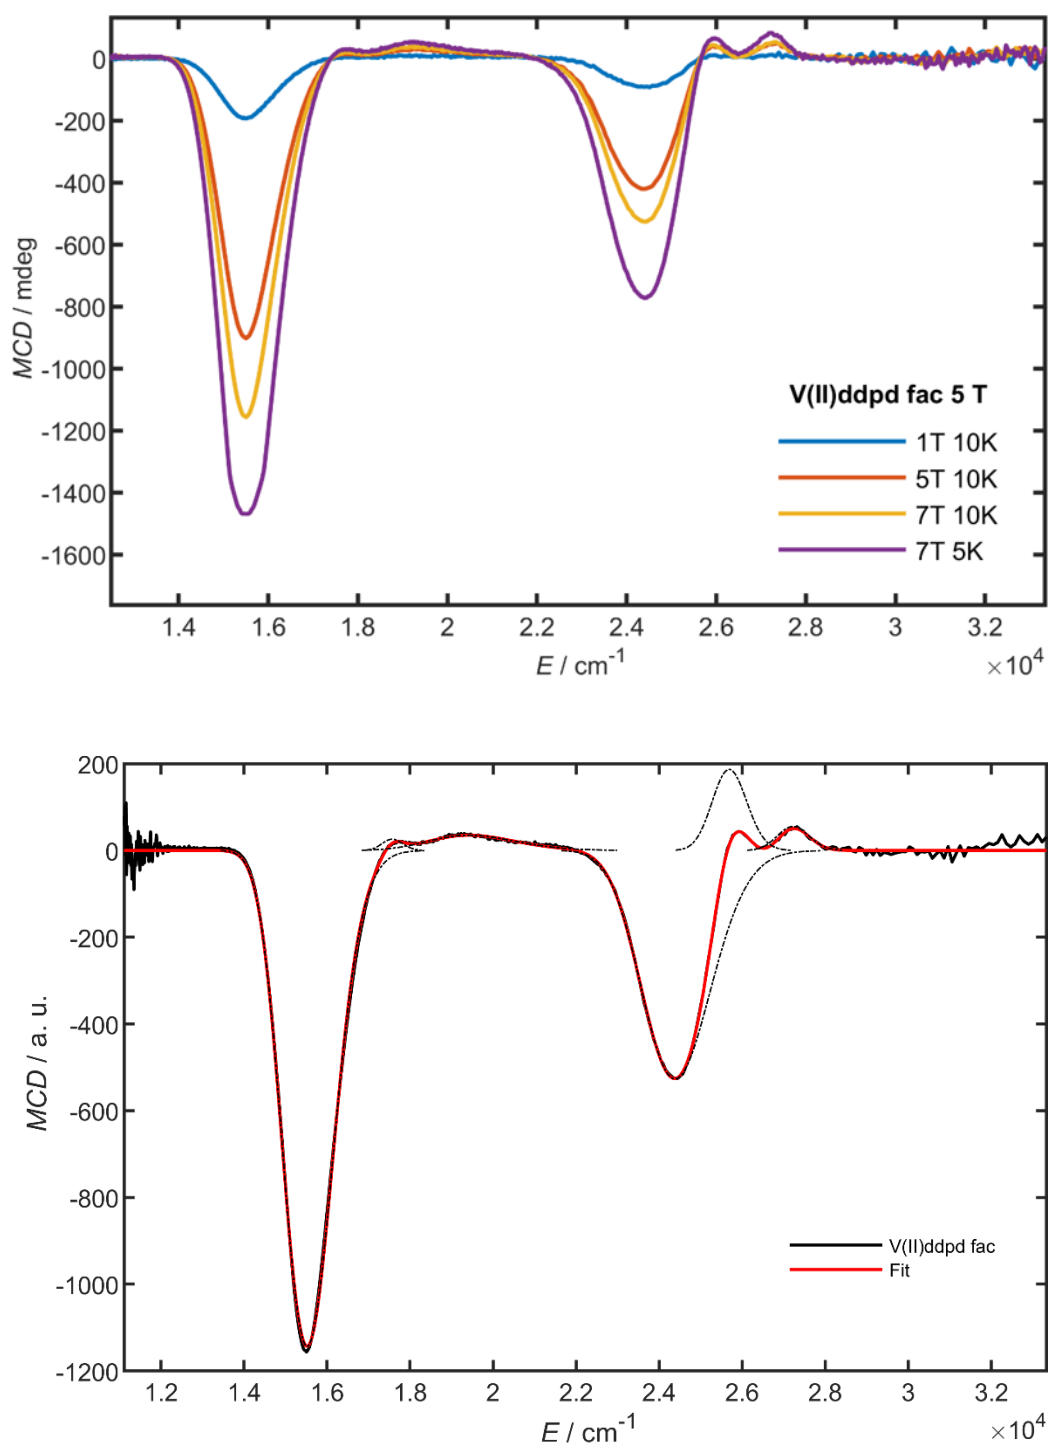 0
-200
-400
-600
-800
-1000
-1200
-1400
-1600
MCD / mdeg
V(II)ddpd fac 5 T
1T 10K
5T 10K
7T 10K
7T 5K
1.4 1.6 1.8 2 2.2 2.4 2.6 2.8 3 3.2
E / cm⁻¹
×10⁴
200
0
-200
-400
-600
-800
-1000
-1200
MCD / a. u.
V(II)ddpd fac
Fit
1.2 1.4 1.6 1.8 2 2.2 2.4 2.6 2.8 3 3.2
E / cm⁻¹
×10⁴